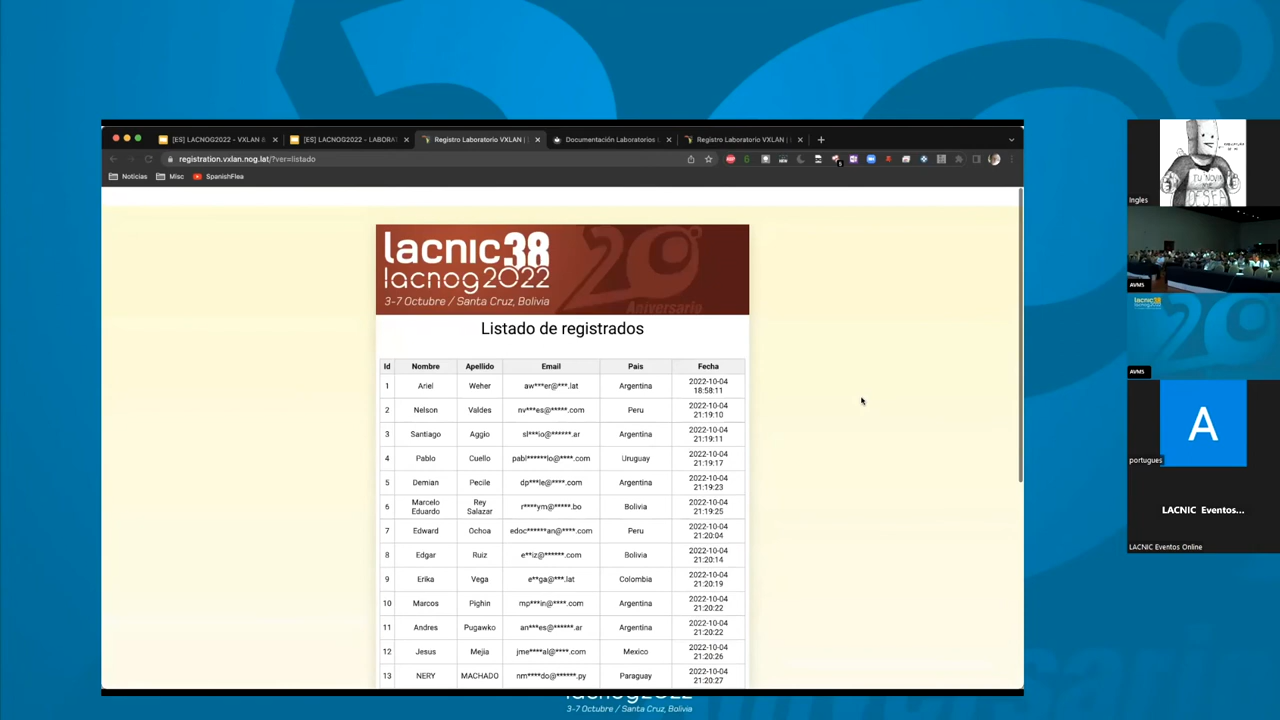 [ES] LACNOG2022 - VXLAN &
[ES] LACNOG2022 - LABORA
Registro Laboratorio VXLAN |
Documentación Laboratorios L
Registro Laboratorio VXLAN |
registration.vxlan.nog.lat/?ver=listado
Noticias
Misc
SpanishFlea
lacnic38
lacnog2022
3-7 Octubre / Santa Cruz, Bolivia
20
Aniversario
Listado de registrados
Id Nombre Apellido Email Pais Fecha
1 Ariel Weher aw***er@***.lat Argentina 2022-10-04 18:58:11
2 Nelson Valdes nv***es@*****.com Peru 2022-10-04 21:19:10
3 Santiago Aggio sl***io@******.ar Argentina 2022-10-04 21:19:11
4 Pablo Cuello pabl******lo@****.com Uruguay 2022-10-04 21:19:17
5 Demian Pecile dp***le@****.com Argentina 2022-10-04 21:19:23
6 Marcelo Eduardo Rey Salazar r****ym@*****.bo Bolivia 2022-10-04 21:19:25
7 Edward Ochoa edoc******an@****.com Peru 2022-10-04 21:20:04
8 Edgar Ruiz e**iz@******.com Bolivia 2022-10-04 21:20:14
9 Erika Vega e**ga@***.lat Colombia 2022-10-04 21:20:19
10 Marcos Pighin mp***in@****.com Argentina 2022-10-04 21:20:22
11 Andres Pugawko an***es@******.ar Argentina 2022-10-04 21:20:22
12 Jesus Mejia jme****al@****.com Mexico 2022-10-04 21:20:26
13 NERY MACHADO nm****do@*****.py Paraguay 2022-10-04 21:20:27
lacnog2022
3-7 Octubre / Santa Cruz, Bolivia
TU NOVIA
ME
DESEA
Ingles
AVMS
lacnic38
lacnog2022
20
AVMS
A
portugues
LACNIC Eventos...
LACNIC Eventos Online